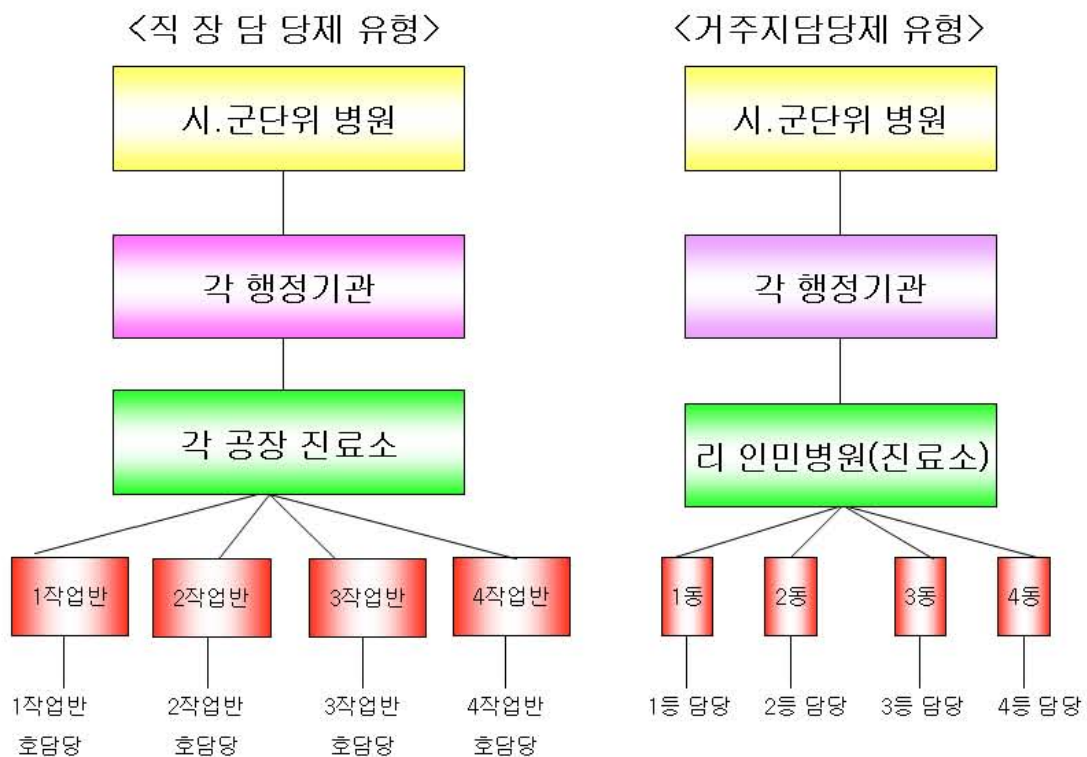 <직 장 담 당제 유형>
시.군단위 병원
각 행정기관
각 공장 진료소
1작업반 2작업반 3작업반 4작업반
1작업반 2작업반 3작업반 4작업반
호담당 호담당 호담당 호담당
<거주지담당제 유형>
시.군단위 병원
각 행정기관
리 인민병원(진료소)
1동 2동 3동 4동
1등 담당 2등 담당 3등 담당 4등 담당